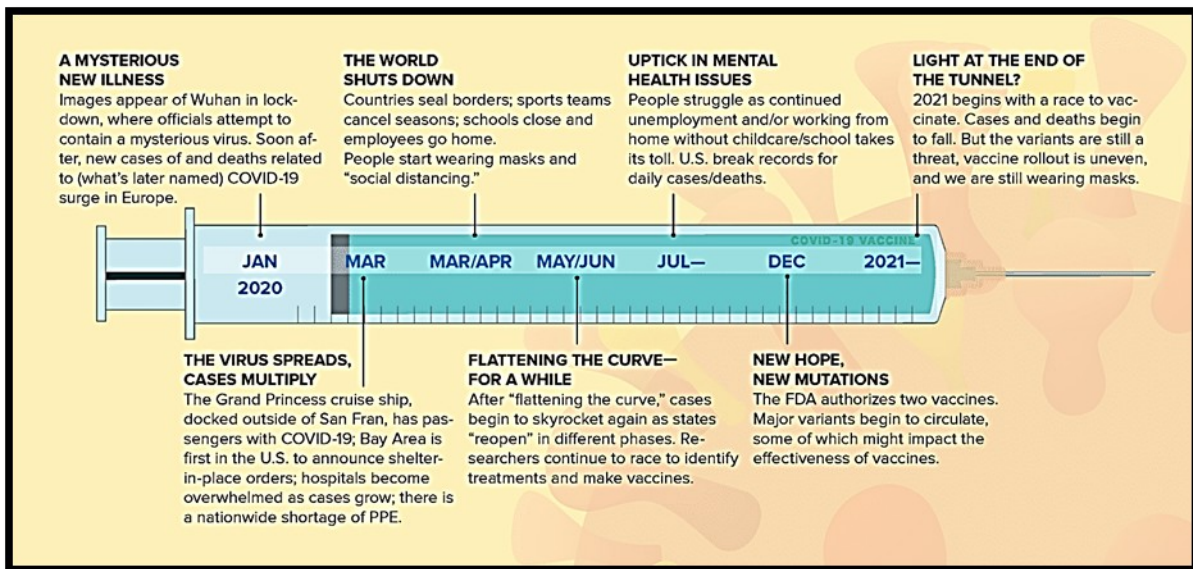 A MYSTERIOUS
NEW ILLNESS
Images appear of Wuhan in lock-
down, where officials attempt to
contain a mysterious virus. Soon af-
ter, new cases of and deaths related
to (what's later named) COVID-19
surge in Europe.
THE WORLD
SHUTS DOWN
Countries seal borders; sports teams
cancel seasons; schools close and
employees go home.
People start wearing masks and
"social distancing."
UPTICK IN MENTAL
HEALTH ISSUES
People struggle as continued
unemployment and/or working from
home without childcare/school takes
its toll. U.S. break records for
daily cases/deaths.
LIGHT AT THE END OF
THE TUNNEL?
2021 begins with a race to vac-
cinate. Cases and deaths begin
to fall. But the variants are still a
threat, vaccine rollout is uneven,
and we are still wearing masks.
COVID-19 VACCINE
JAN
2020
MAR
MAR/APR
MAY/JUN
JUL—
DEC
2021—
THE VIRUS SPREADS,
CASES MULTIPLY
The Grand Princess cruise ship,
docked outside of San Fran, has pas-
sengers with COVID-19; Bay Area is
first in the U.S. to announce shelter-
in-place orders; hospitals become
overwhelmed as cases grow; there is
a nationwide shortage of PPE.
FLATTENING THE CURVE—
FOR A WHILE
After "flattening the curve," cases
begin to skyrocket again as states
"reopen" in different phases. Re-
searchers continue to race to identify
treatments and make vaccines.
NEW HOPE,
NEW MUTATIONS
The FDA authorizes two vaccines.
Major variants begin to circulate,
some of which might impact the
effectiveness of vaccines.